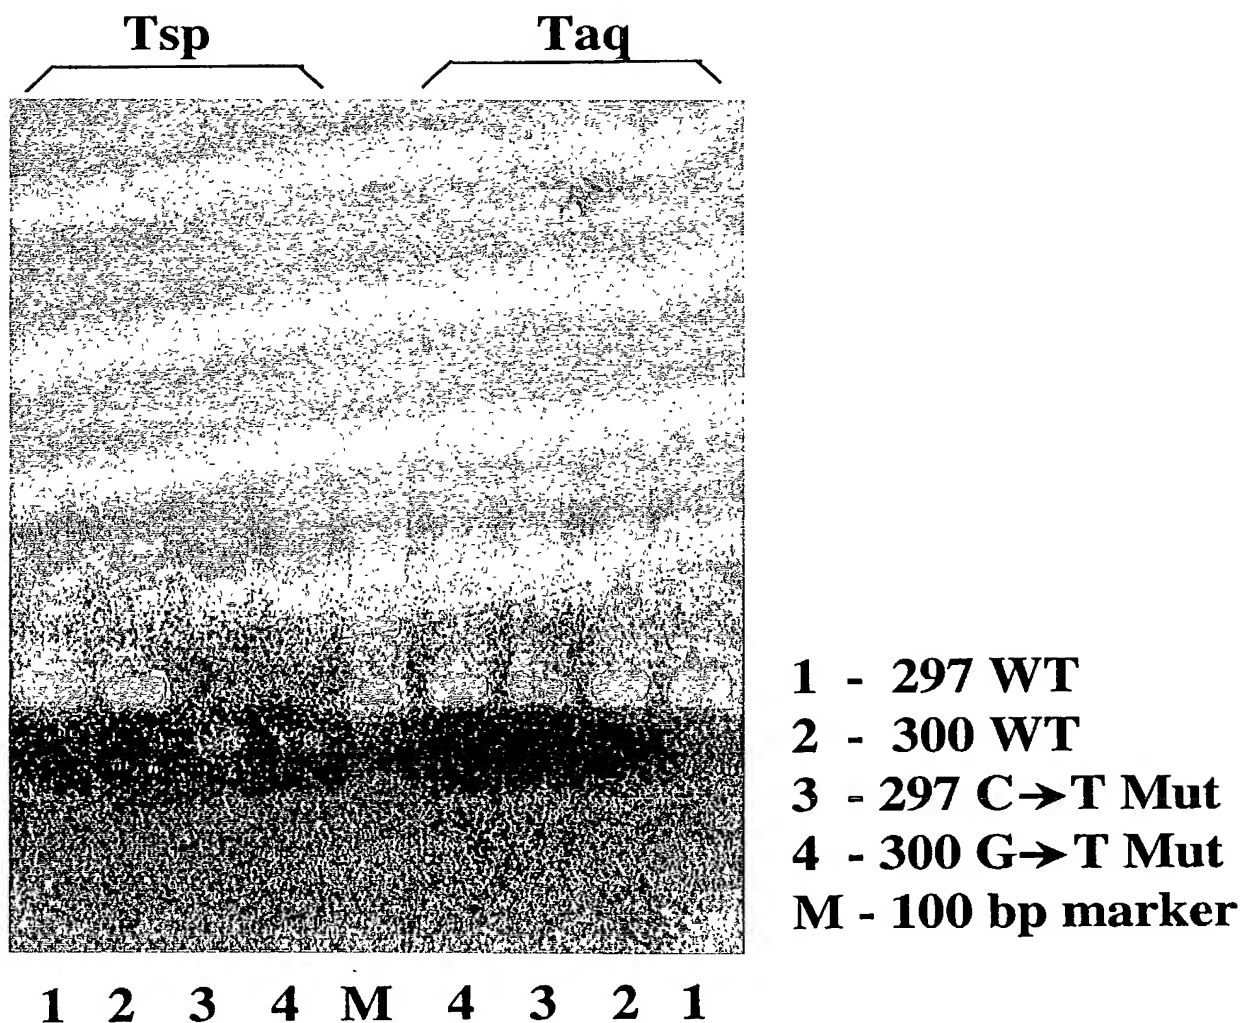 Tsp Taq
1 - 297 WT
2 - 300 WT
3 - 297 C→T Mut
4 - 300 G→T Mut
M - 100 bp marker
1 2 3 4 M 4 3 2 1